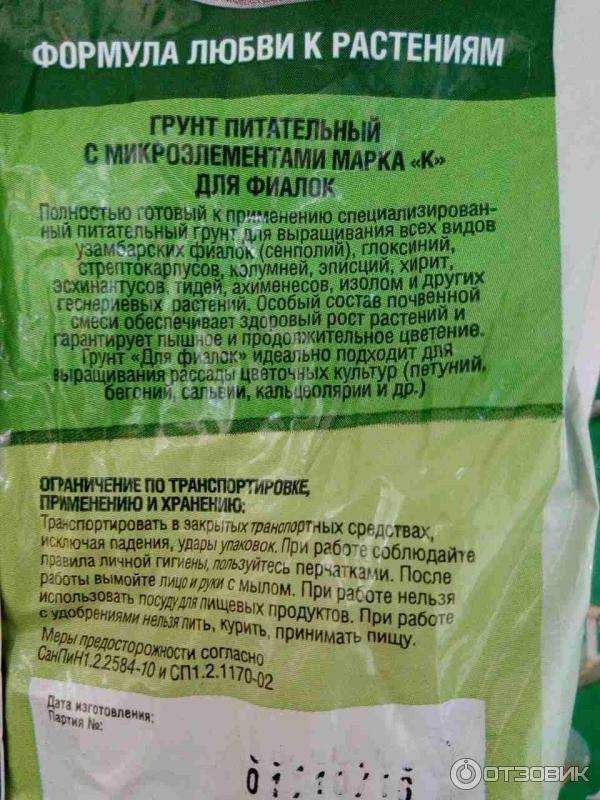 ФОРМУЛА ЛЮБВИ К РАСТЕНИЯМ
ГРУНТ ПИТАТЕЛЬНЫЙ
С МИКРОЭЛЕМЕНТАМИ МАРКА «К»
ДЛЯ ФИАЛОК
Полностью готовый к применению специализирован-
ный питательный грунт для выращивания всех видов
узамбарских фиалок (сенполий), глоксиний,
стрептокарпусов, колумней, эписций, хирит,
эсхинантусов, тидей, ахименесов, изолом и других
геснериевых растений. Особый состав почвенной
смеси обеспечивает здоровый рост растений и
гарантирует пышное и продолжительное цветение.
Грунт «Для фиалок» идеально подходит для
выращивания рассады цветочных культур (петуний,
бегоний, сальвии, кальцеолярии и др.)
ОГРАНИЧЕНИЕ ПО ТРАНСПОРТИРОВКЕ,
ПРИМЕНЕНИЮ И ХРАНЕНИЮ:
Транспортировать в закрытых транспортных средствах,
исключая падения, удары упаковок. При работе соблюдайте
правила личной гигиены, пользуйтесь перчатками. После
работы вымойте лицо и руки с мылом. При работе нельзя
использовать посуду для пищевых продуктов. При работе
с удобрениями нельзя пить, курить, принимать пищу.
Меры предосторожности согласно
СанПиН1.2.2584-10 и СП1.2.1170-02
Дата изготовления:
Партия №:
ОТЗОВИК